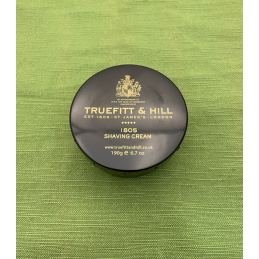 TRUEFITT & HILL
EST·1805·ST JAMES'S·LONDON
1805
SHAVING CREAM
190g ℮ 6.7 oz
www.truefittandhill.co.uk